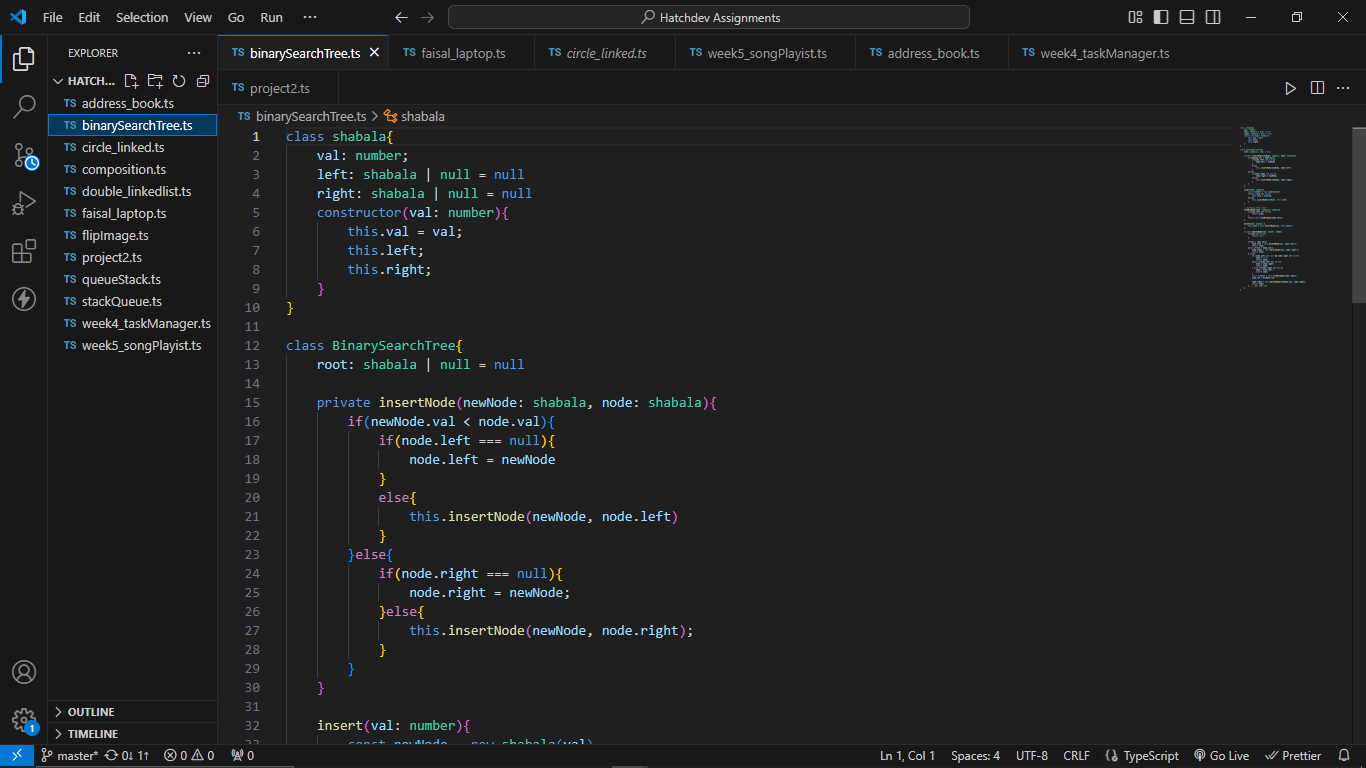 File Edit Selection View Go Run ··· Hatchdev Assignments
EXPLORER ···
HATCH...
TS address_book.ts
TS binarySearchTree.ts
TS circle_linked.ts
TS composition.ts
TS double_linkedlist.ts
TS faisal_laptop.ts
TS flipImage.ts
TS project2.ts
TS queueStack.ts
TS stackQueue.ts
TS week4_taskManager.ts
TS week5_songPlayist.ts
OUTLINE
TIMELINE
TS binarySearchTree.ts TS faisal_laptop.ts TS circle_linked.ts TS week5_songPlayist.ts TS address_book.ts TS week4_taskManager.ts
TS project2.ts
TS binarySearchTree.ts > shabala
1 class shabala{
2 val: number;
3 left: shabala | null = null
4 right: shabala | null = null
5 constructor(val: number){
6 this.val = val;
7 this.left;
8 this.right;
9 }
10 }
11
12 class BinarySearchTree{
13 root: shabala | null = null
14
15 private insertNode(newNode: shabala, node: shabala){
16 if(newNode.val < node.val){
17 if(node.left === null){
18 node.left = newNode
19 }
20 else{
21 this.insertNode(newNode, node.left)
22 }
23 }else{
24 if(node.right === null){
25 node.right = newNode;
26 }else{
27 this.insertNode(newNode, node.right);
28 }
29 }
30 }
31
32 insert(val: number){
33 const newNode = new shabala(val)
1
master* 0↓ 1↑ 0 0 0 Ln 1, Col 1 Spaces: 4 UTF-8 CRLF TypeScript Go Live Prettier